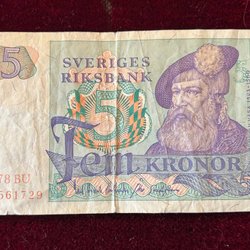 5
SVERIGES
RIKSBANK
5
78 BU
Fem KRONOR
561729